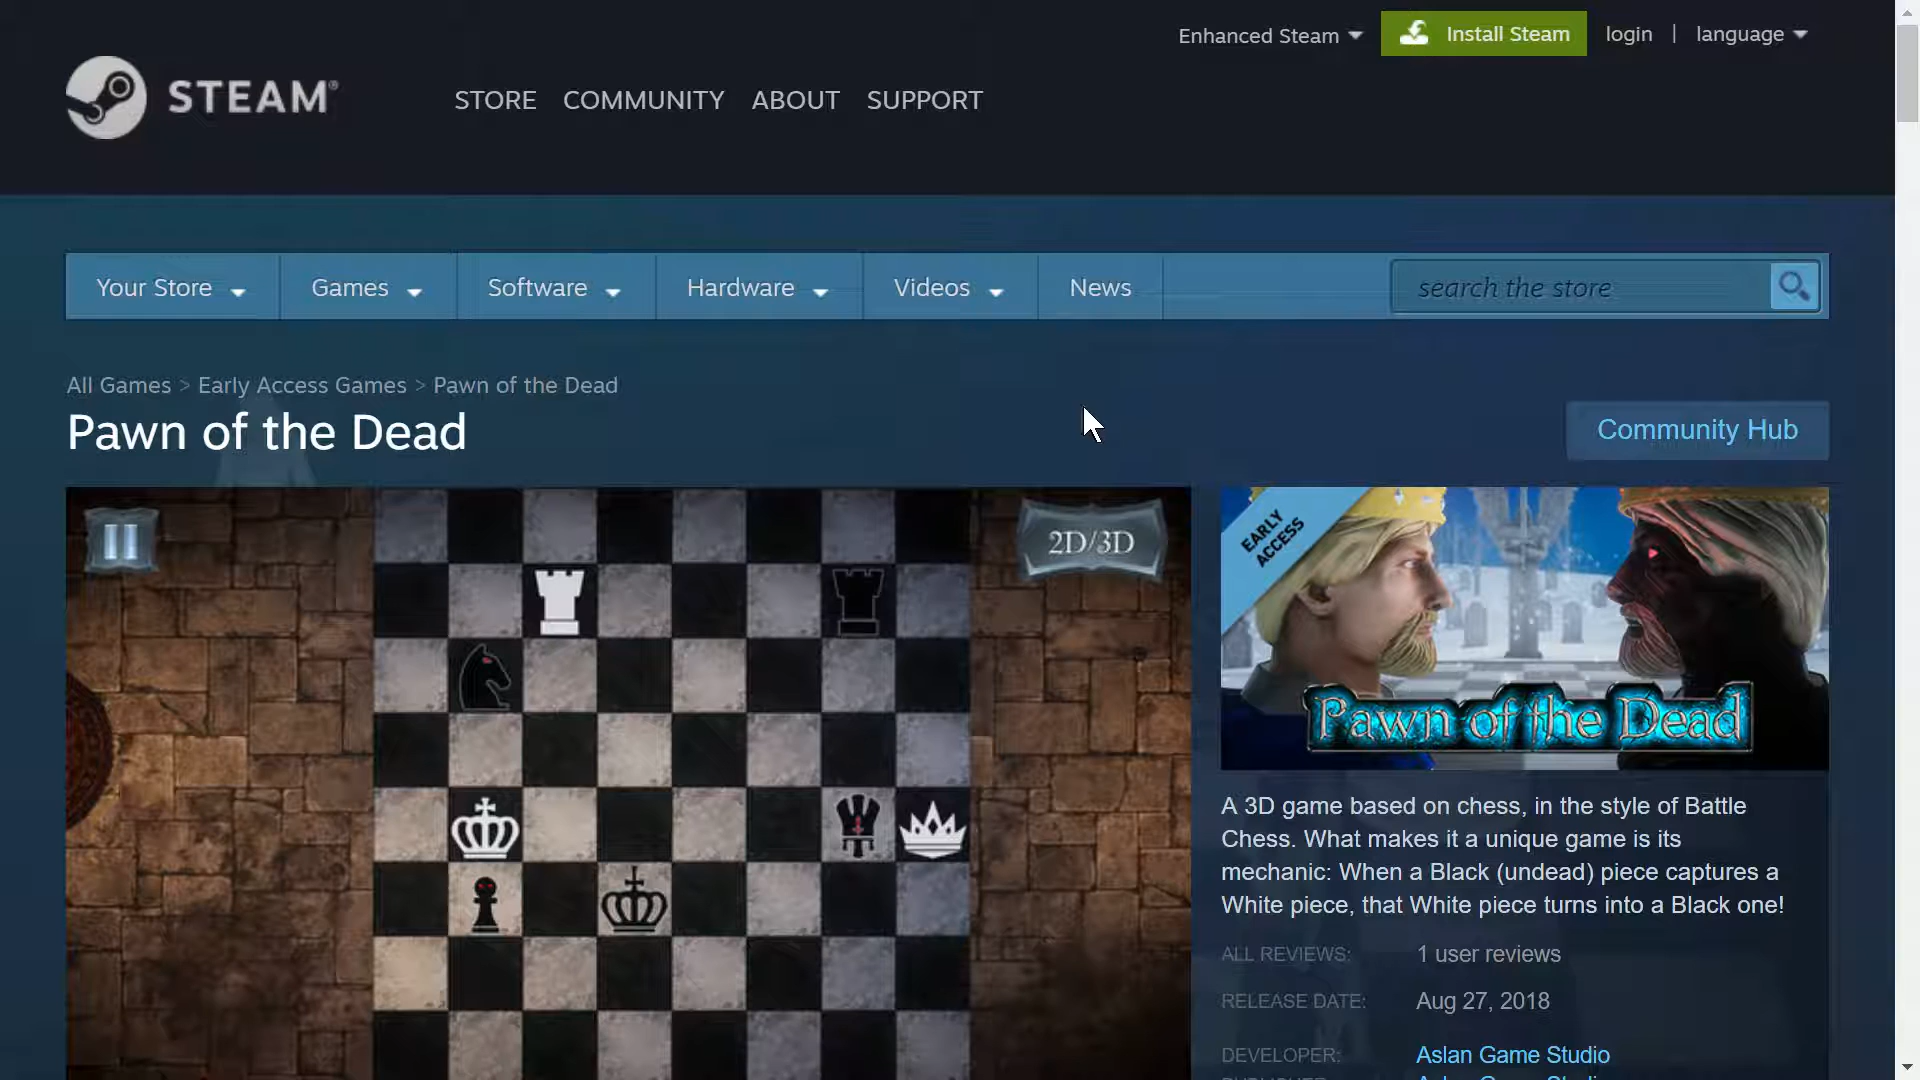 Enhanced Steam
Install Steam
login | language
STEAM®
STORE COMMUNITY ABOUT SUPPORT
Your Store Games Software Hardware Videos News
search the store
All Games > Early Access Games > Pawn of the Dead
Pawn of the Dead
Community Hub
2D/3D
EARLY
ACCESS
Pawn of the Dead
A 3D game based on chess, in the style of Battle
Chess. What makes it a unique game is its
mechanic: When a Black (undead) piece captures a
White piece, that White piece turns into a Black one!
ALL REVIEWS: 1 user reviews
RELEASE DATE: Aug 27, 2018
DEVELOPER: Aslan Game Studio